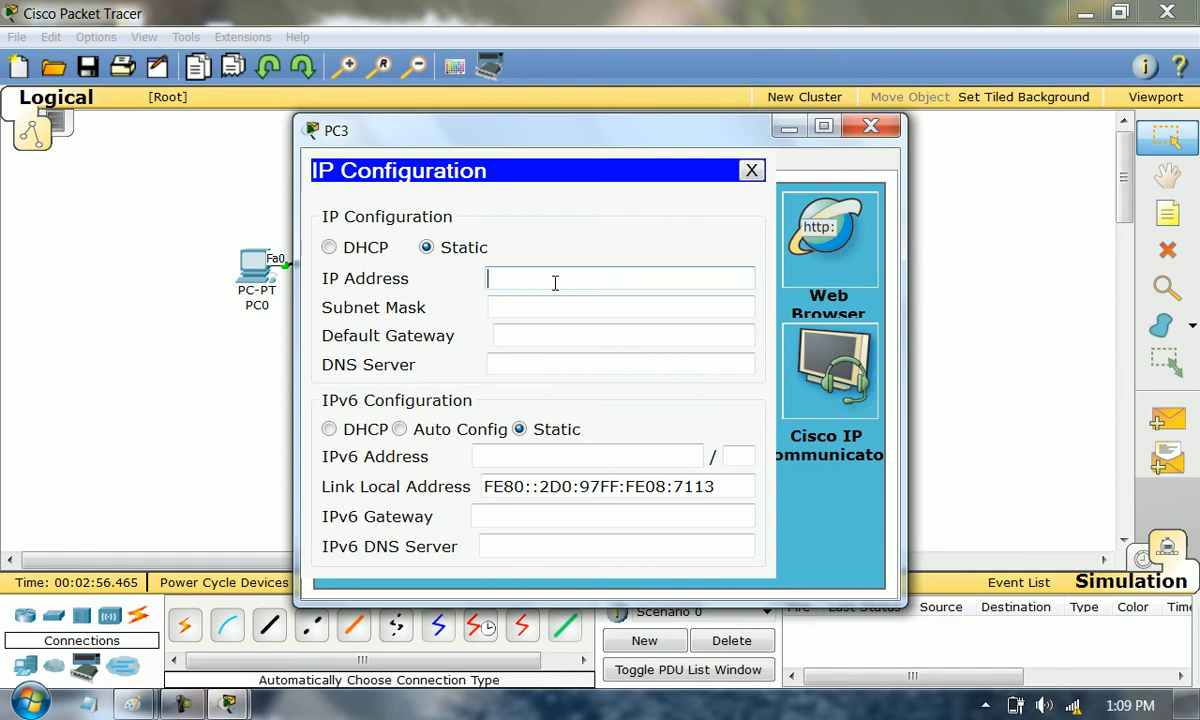 Cisco Packet Tracer
File Edit Options View Tools Extensions Help
Logical [Root] New Cluster Move Object Set Tiled Background Viewport
PC3
IP Configuration X
IP Configuration
DHCP Static
IP Address
Subnet Mask
Default Gateway
DNS Server
IPv6 Configuration
DHCP Auto Config Static
IPv6 Address /
Link Local Address FE80::2D0:97FF:FE08:7113
IPv6 Gateway
IPv6 DNS Server
http:
Web
Browser
Cisco IP
ommunicato
Fa0
PC-PT
PC0
Time: 00:02:56.465 Power Cycle Devices Event List Simulation
Connections
Automatically Choose Connection Type
Scenario 0
New Delete
Toggle PDU List Window
Fire Last Status Source Destination Type Color Time
1:09 PM